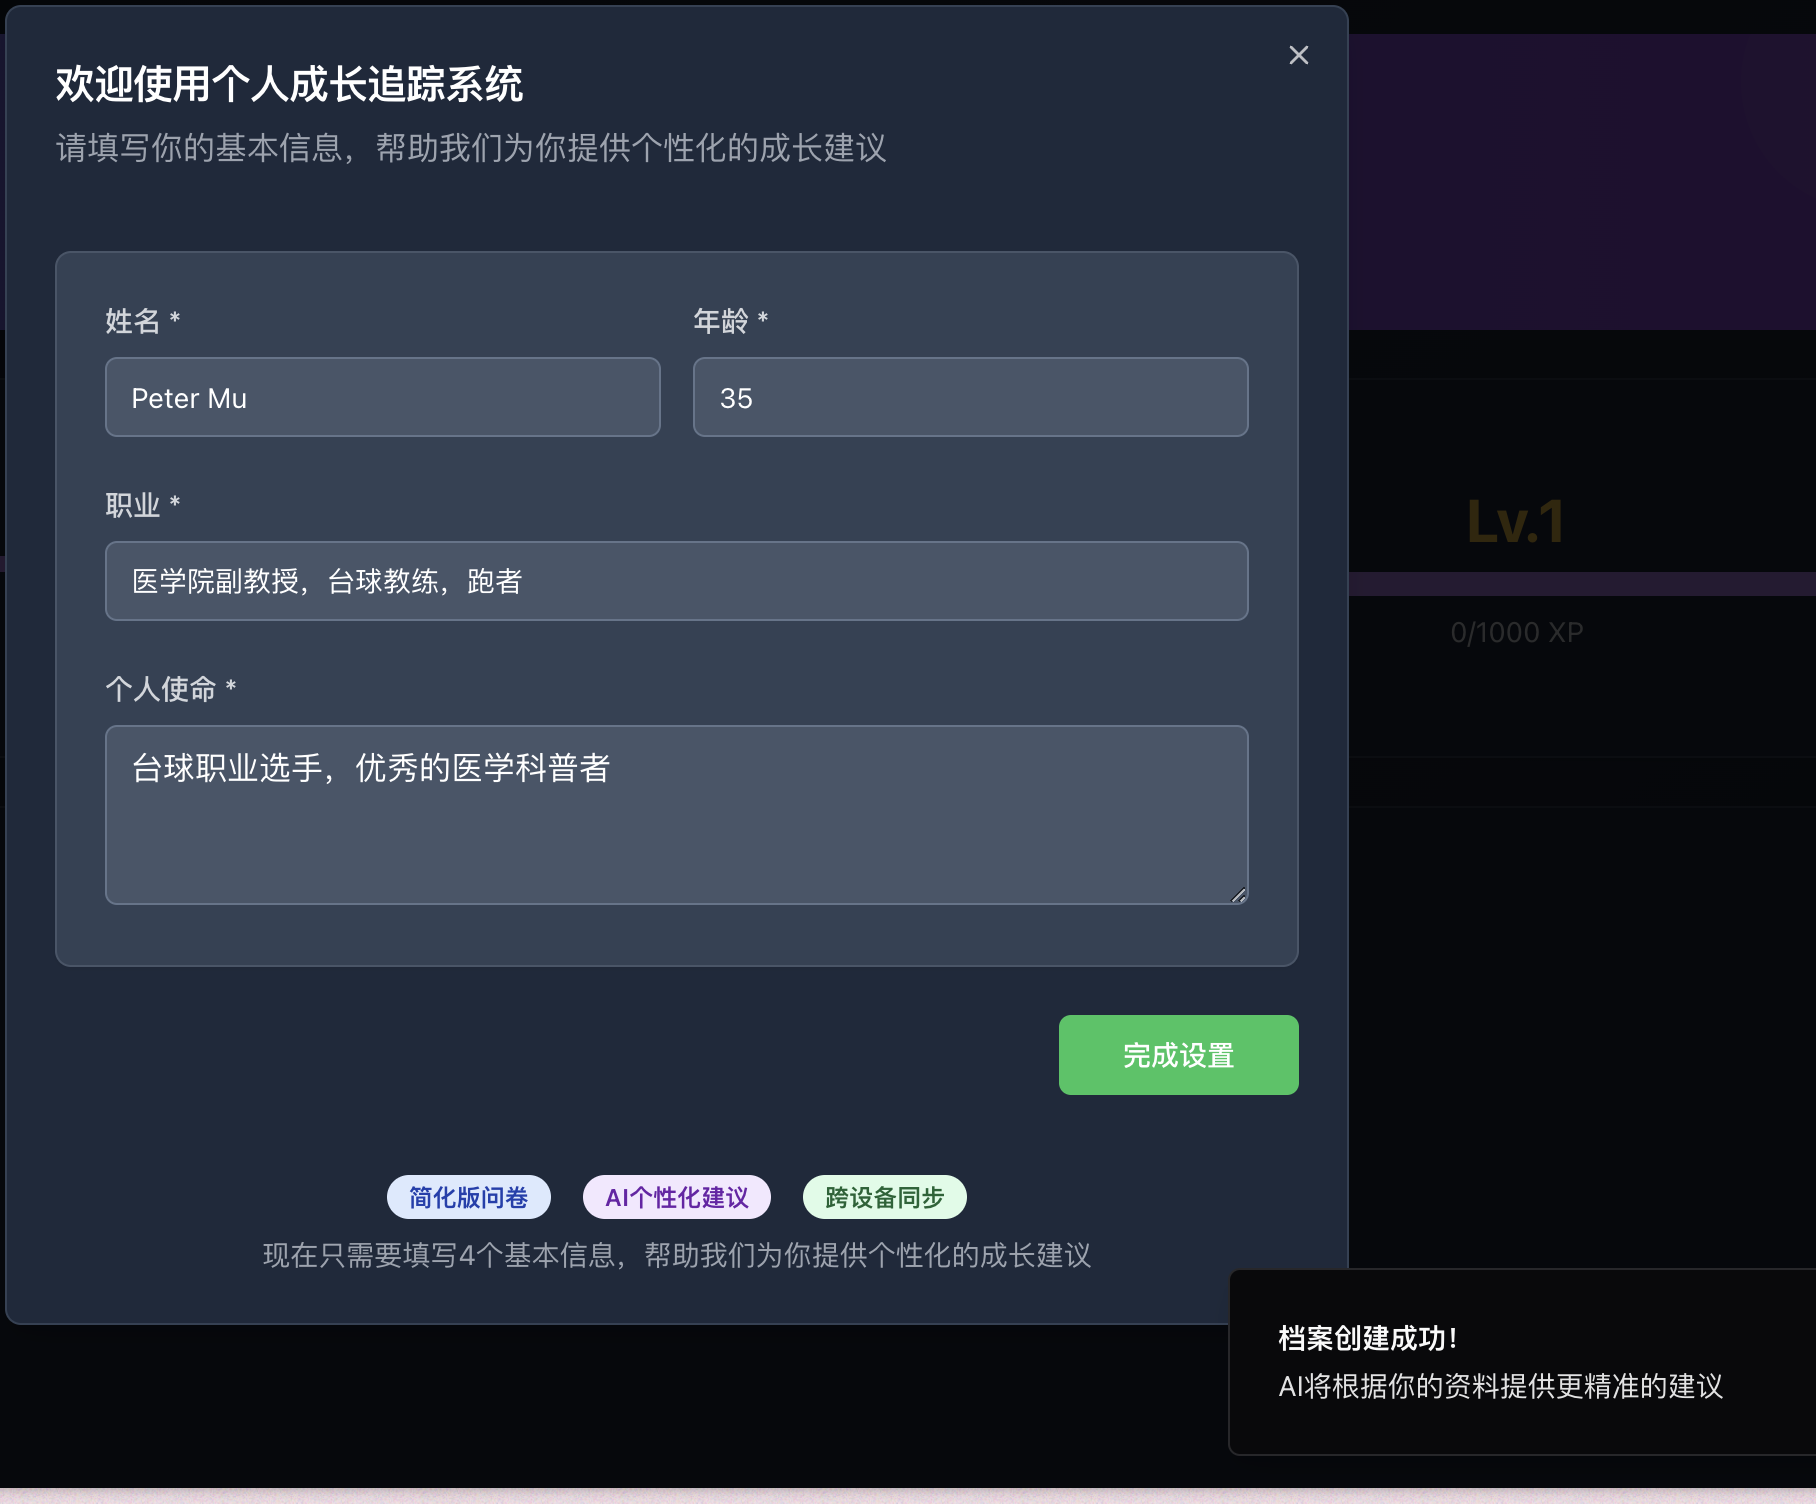 欢迎使用个人成长追踪系统
请填写你的基本信息，帮助我们为你提供个性化的成长建议
姓名 *
年龄 *
Peter Mu
35
职业 *
医学院副教授，台球教练，跑者
个人使命 *
台球职业选手，优秀的医学科普者
Lv.1
0/1000 XP
完成设置
简化版问卷
AI个性化建议
跨设备同步
现在只需要填写4个基本信息，帮助我们为你提供个性化的成长建议
档案创建成功！
AI将根据你的资料提供更精准的建议